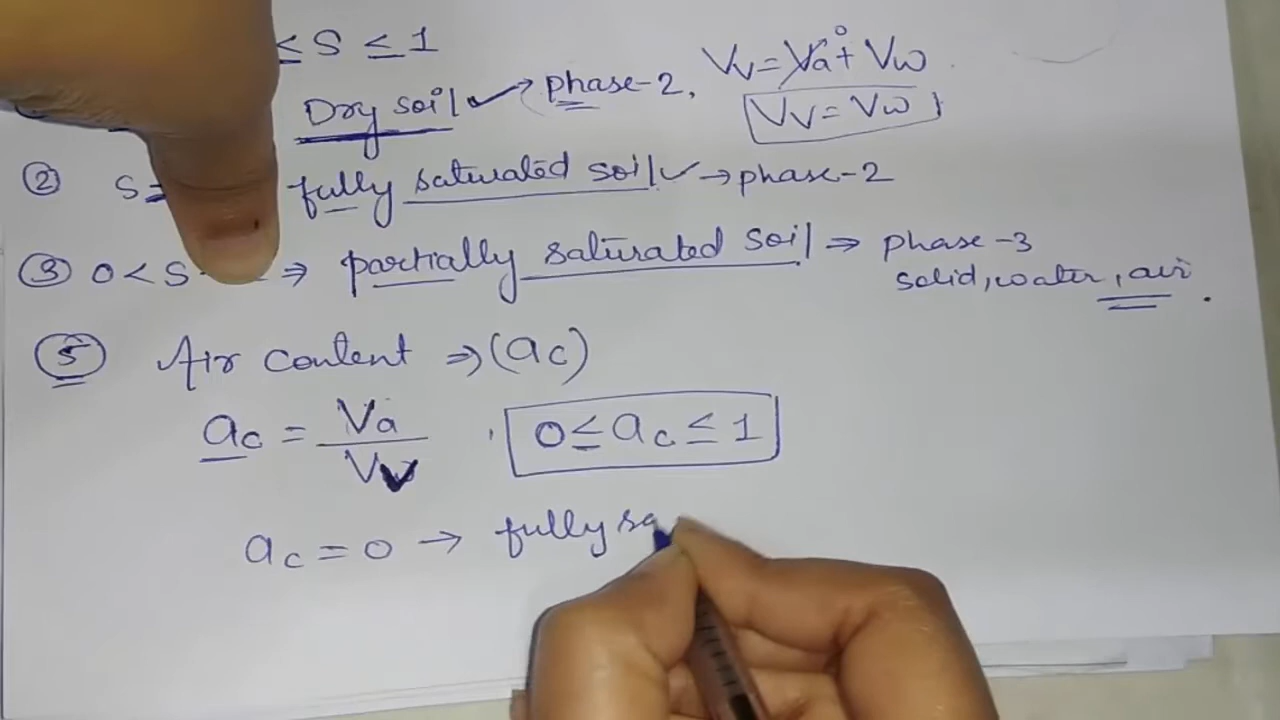 ≤ S ≤ 1
Dry soil ✓→ phase-2, Vv = Va⁰ + Vw
Vv = Vw
② S= fully saturated soil ✓ → phase-2
③ 0 < S ⇒ partially saturated soil ⇒ phase-3
solid, water, air.
⑤ Air content ⇒ (ac)
ac = Va / Vv , 0 ≤ ac ≤ 1
ac = 0 → fully sa